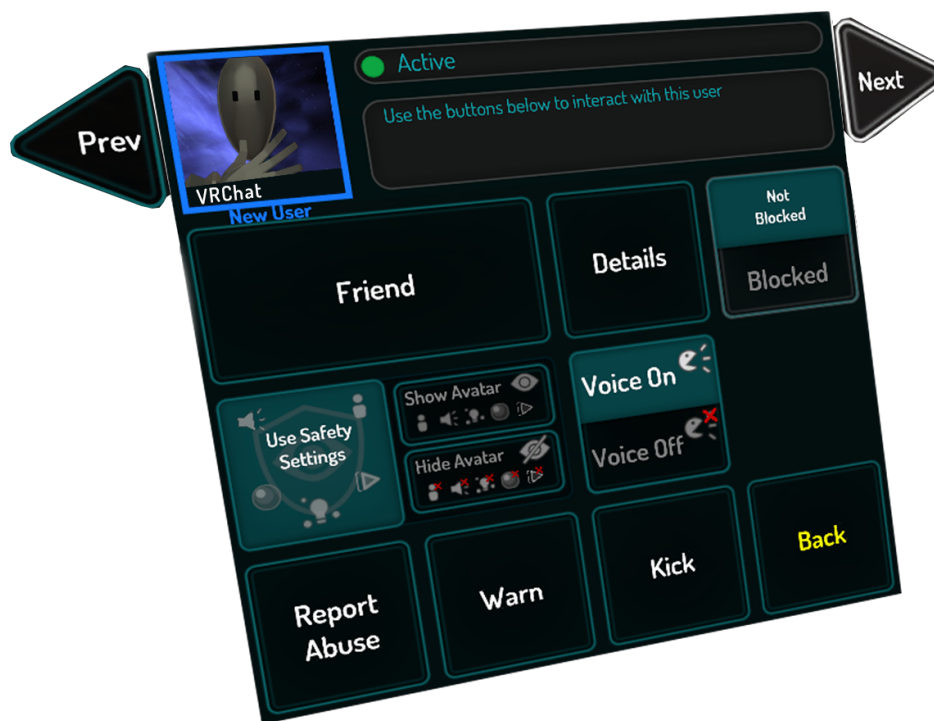 Prev
Active
Next
Use the buttons below to interact with this user
VRChat
New User
Friend
Details
Not
Blocked
Blocked
Use Safety
Settings
Show Avatar
Hide Avatar
Voice On
Voice Off
Report
Abuse
Warn
Kick
Back